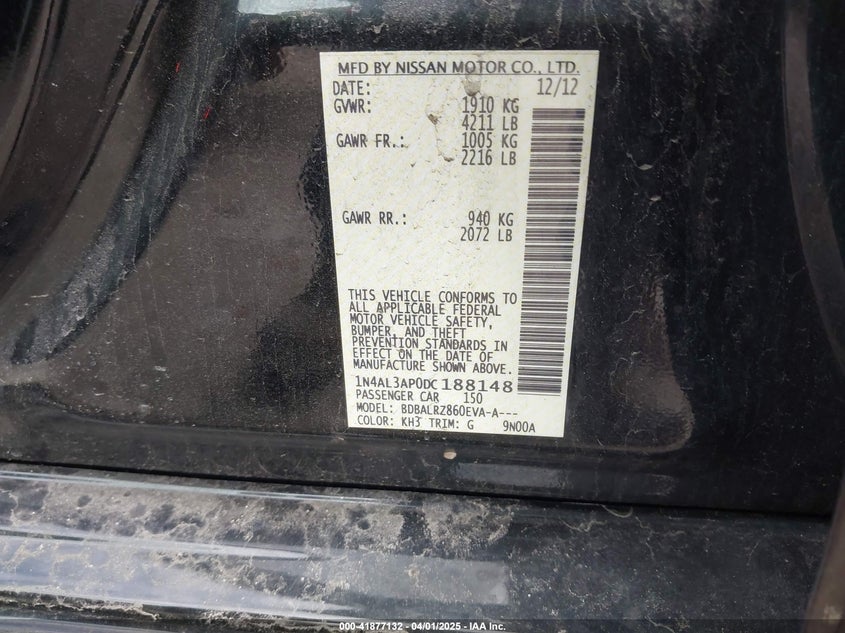 MFD BY NISSAN MOTOR CO., LTD.
DATE: 12/12
GVWR: 1910 KG
4211 LB
GAWR FR.: 1005 KG
2216 LB
GAWR RR.: 940 KG
2072 LB
THIS VEHICLE CONFORMS TO
ALL APPLICABLE FEDERAL
MOTOR VEHICLE SAFETY,
BUMPER, AND THEFT
PREVENTION STANDARDS IN
EFFECT ON THE DATE OF
MANUFACTURE SHOWN ABOVE.
1N4AL3AP0DC188148
PASSENGER CAR 150
MODEL: BDBALRZ860EVA-A---
COLOR: KH3 TRIM: G 9N00A
000-41877132 - 04/01/2025 - IAA Inc.